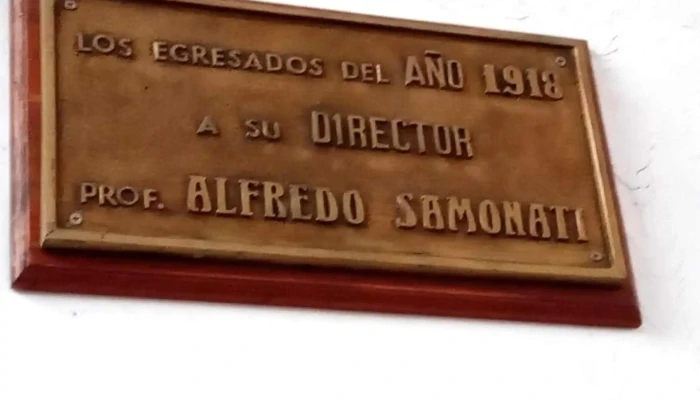 LOS EGRESADOS DEL AÑO 1918
A SU DIRECTOR
PROF. ALFREDO SAMONATI